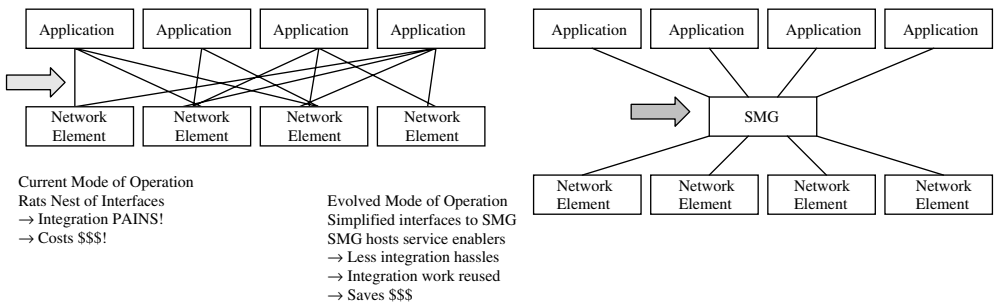 Application
Application
Application
Application
Network
Element
Network
Element
Network
Element
Network
Element
Current Mode of Operation
Rats Nest of Interfaces
→ Integration PAINS!
→ Costs $$$!
Evolved Mode of Operation
Simplified interfaces to SMG
SMG hosts service enablers
→ Less integration hassles
→ Integration work reused
→ Saves $$$
Application
Application
Application
Application
SMG
Network
Element
Network
Element
Network
Element
Network
Element